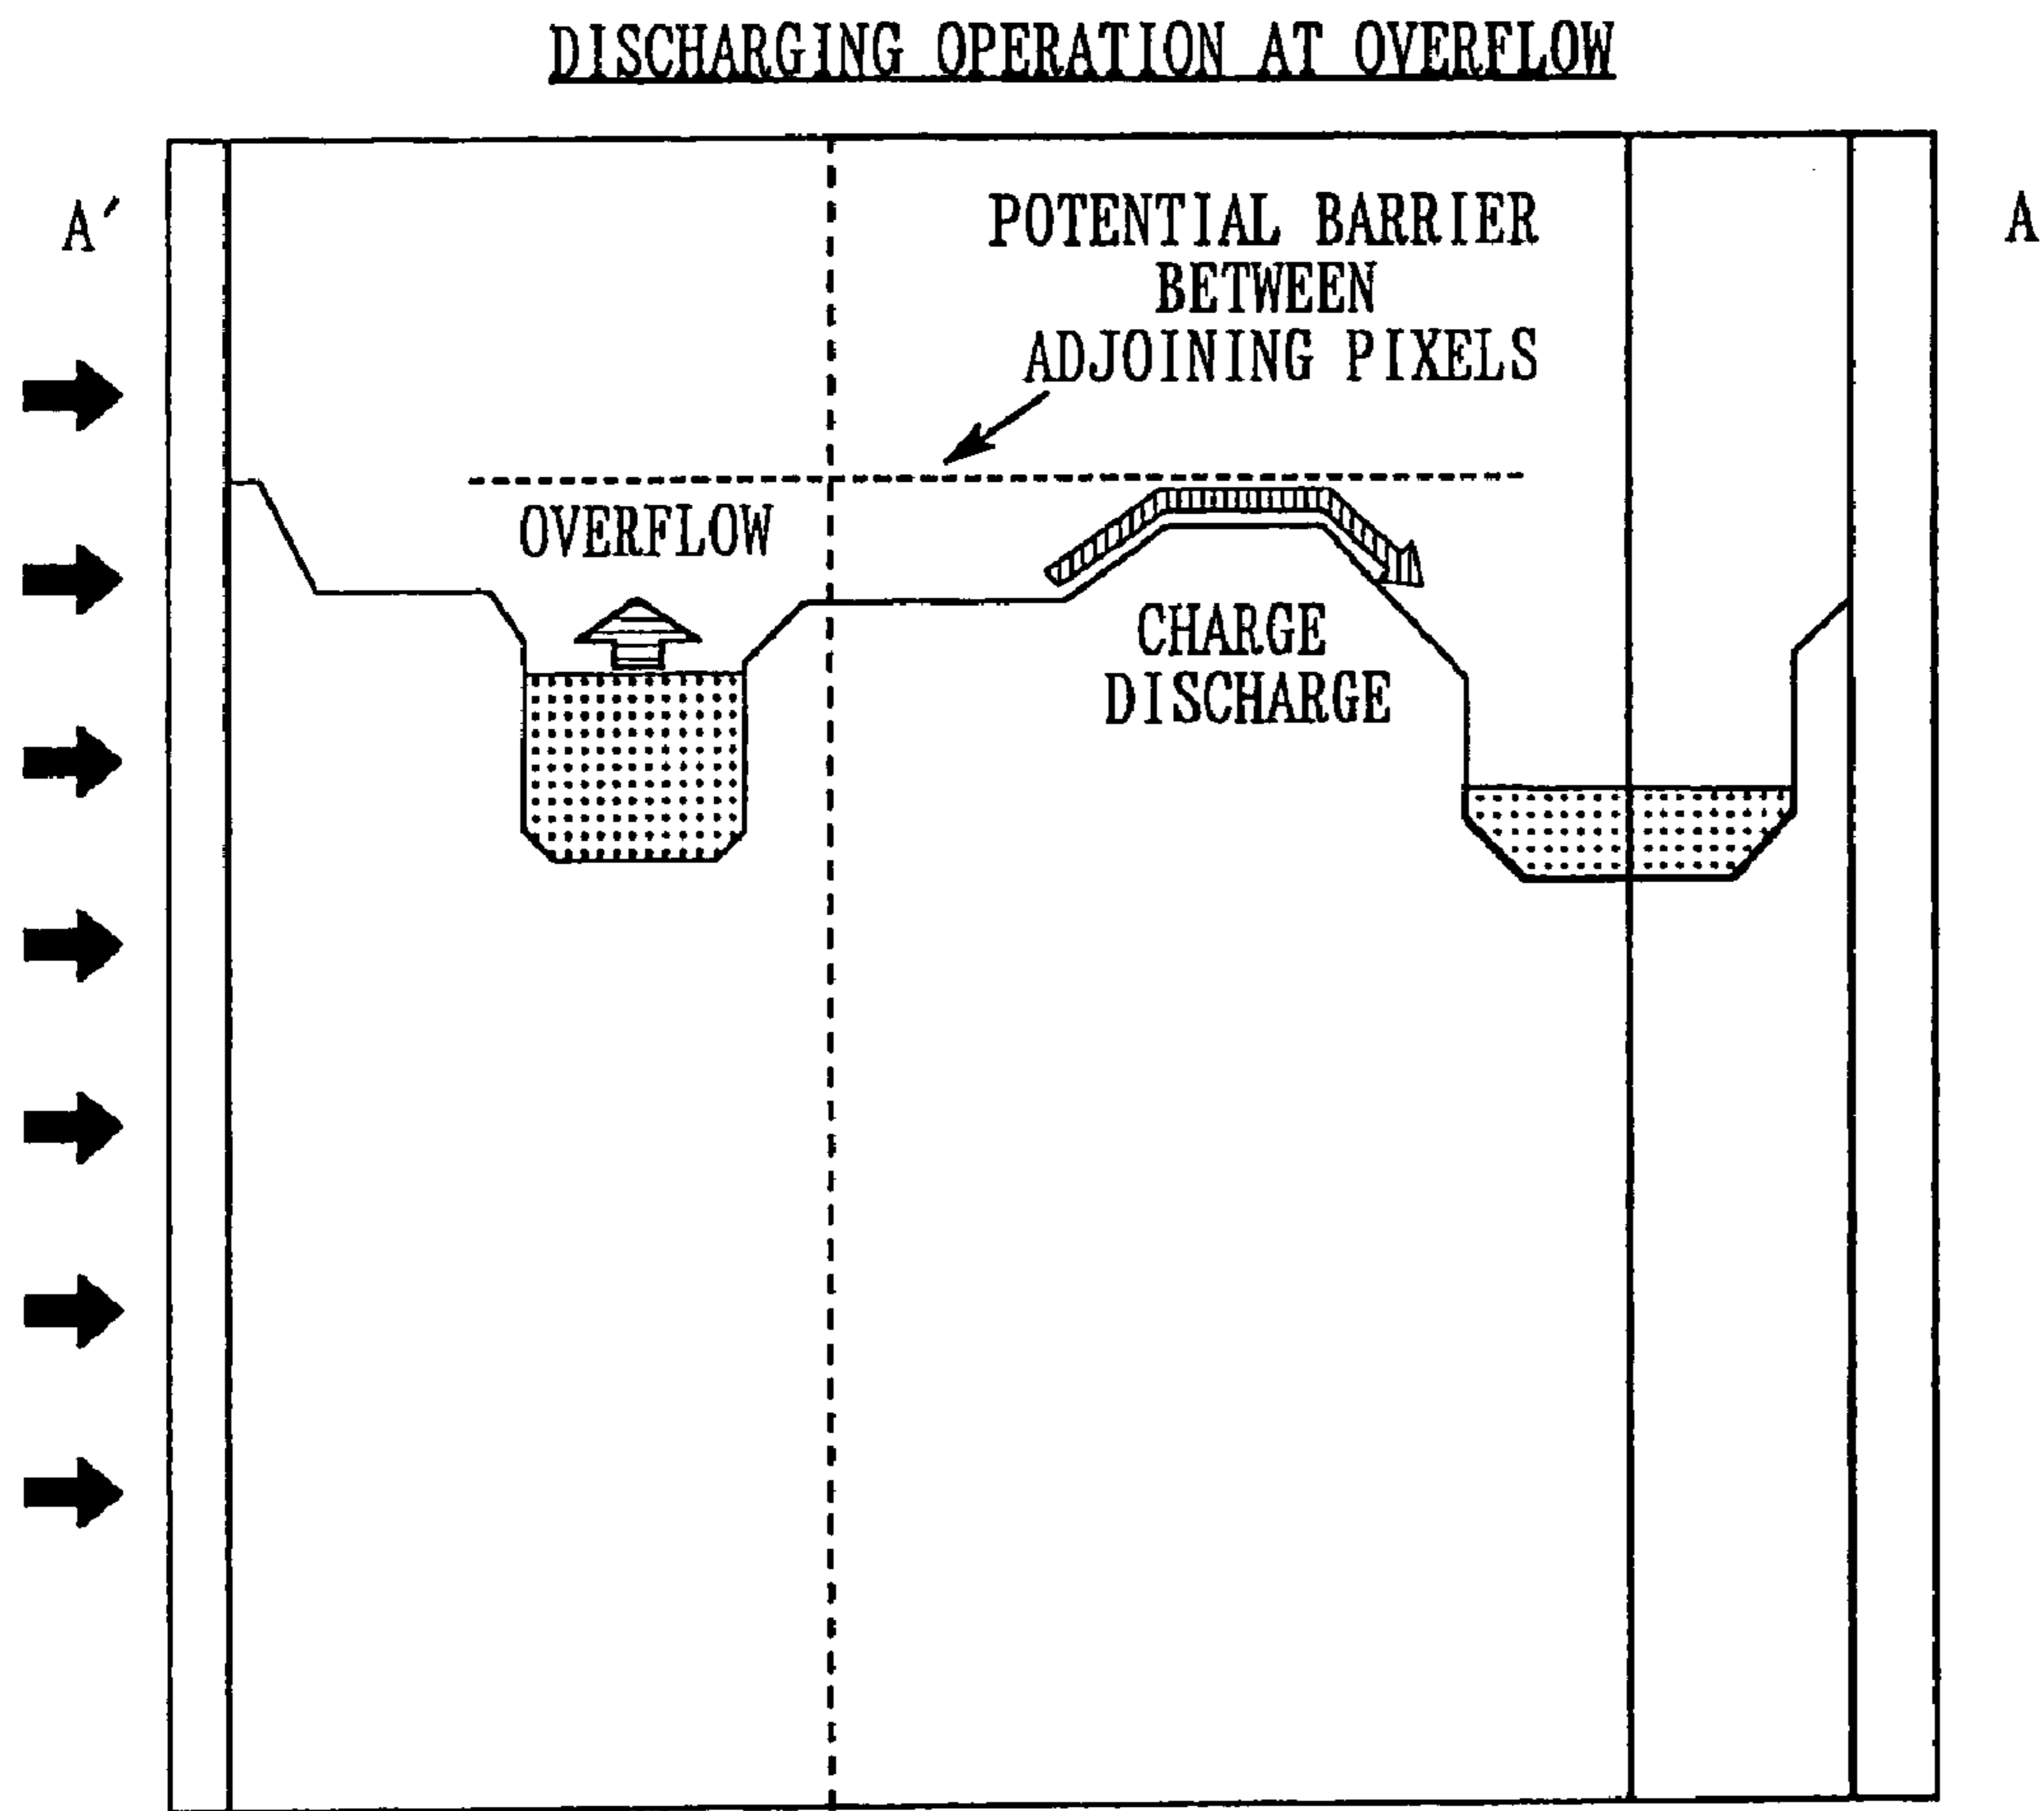 DISCHARGING OPERATION AT OVERFLOW
A′
A
POTENTIAL BARRIER
BETWEEN
ADJOINING PIXELS
OVERFLOW
CHARGE
DISCHARGE